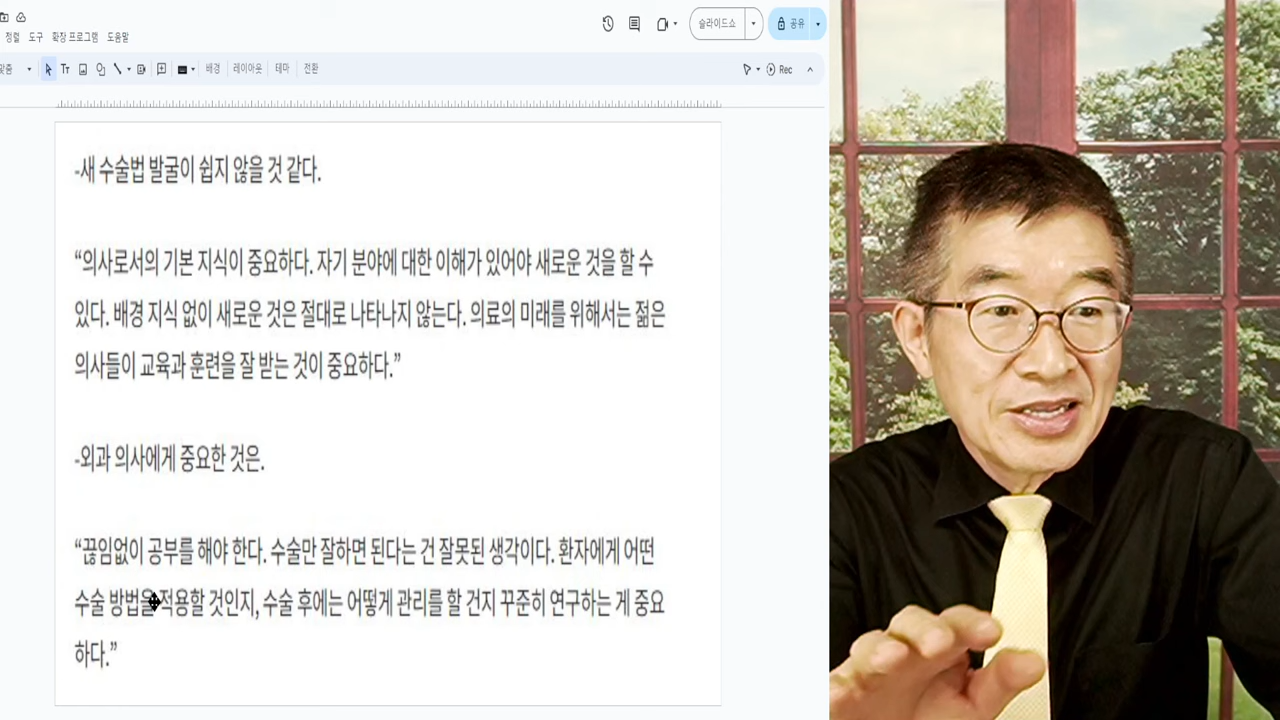 정렬 도구 확장 프로그램 도움말
슬라이드쇼
공유
맞춤
배경 레이아웃 테마 전환
Rec
-새 수술법 발굴이 쉽지 않을 것 같다.
“의사로서의 기본 지식이 중요하다. 자기 분야에 대한 이해가 있어야 새로운 것을 할 수
있다. 배경 지식 없이 새로운 것은 절대로 나타나지 않는다. 의료의 미래를 위해서는 젊은
의사들이 교육과 훈련을 잘 받는 것이 중요하다.”
-외과 의사에게 중요한 것은.
“끊임없이 공부를 해야 한다. 수술만 잘하면 된다는 건 잘못된 생각이다. 환자에게 어떤
수술 방법을 적용할 것인지, 수술 후에는 어떻게 관리를 할 건지 꾸준히 연구하는 게 중요
하다.”